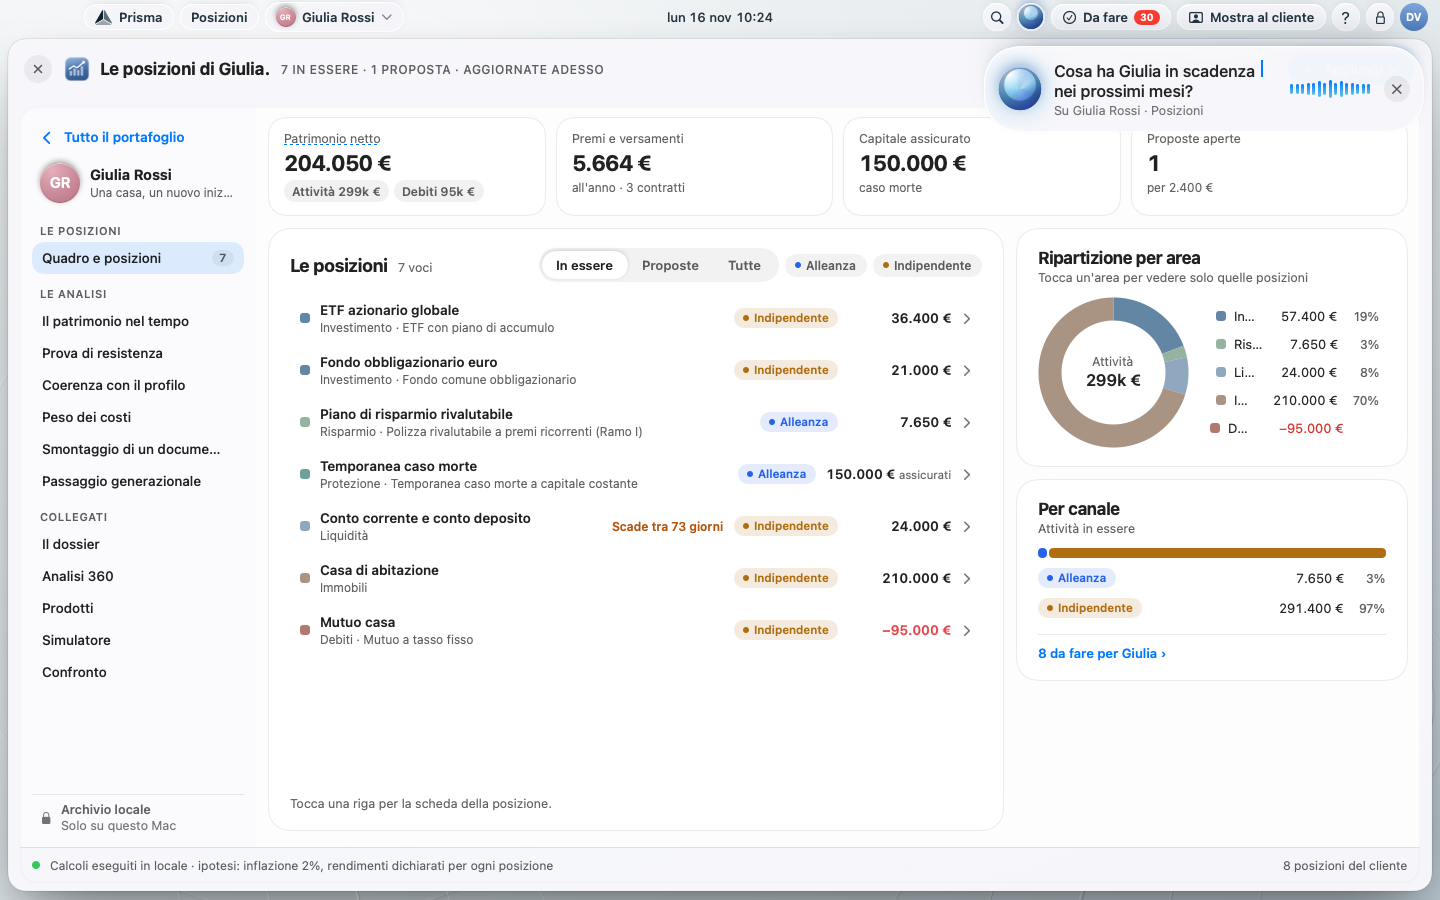 Prisma
Posizioni
GR Giulia Rossi
lun 16 nov 10:24
Da fare 30
Mostra al cliente
?
DV
Le posizioni di Giulia.
7 IN ESSERE · 1 PROPOSTA · AGGIORNATE ADESSO
Cosa ha Giulia in scadenza
nei prossimi mesi?
Su Giulia Rossi · Posizioni
Tutto il portafoglio
GR
Giulia Rossi
Una casa, un nuovo iniz...
LE POSIZIONI
Quadro e posizioni 7
LE ANALISI
Il patrimonio nel tempo
Prova di resistenza
Coerenza con il profilo
Peso dei costi
Smontaggio di un docume...
Passaggio generazionale
COLLEGATI
Il dossier
Analisi 360
Prodotti
Simulatore
Confronto
Archivio locale
Solo su questo Mac
Patrimonio netto
204.050 €
Attività 299k €
Debiti 95k €
Premi e versamenti
5.664 €
all'anno · 3 contratti
Capitale assicurato
150.000 €
caso morte
Proposte aperte
1
per 2.400 €
Le posizioni 7 voci
In essere
Proposte
Tutte
Alleanza
Indipendente
ETF azionario globale
Investimento · ETF con piano di accumulo
Indipendente
36.400 €
Fondo obbligazionario euro
Investimento · Fondo comune obbligazionario
Indipendente
21.000 €
Piano di risparmio rivalutabile
Risparmio · Polizza rivalutabile a premi ricorrenti (Ramo I)
Alleanza
7.650 €
Temporanea caso morte
Protezione · Temporanea caso morte a capitale costante
Alleanza
150.000 € assicurati
Conto corrente e conto deposito
Liquidità
Scade tra 73 giorni
Indipendente
24.000 €
Casa di abitazione
Immobili
Indipendente
210.000 €
Mutuo casa
Debiti · Mutuo a tasso fisso
Indipendente
−95.000 €
Tocca una riga per la scheda della posizione.
Ripartizione per area
Tocca un'area per vedere solo quelle posizioni
Attività
299k €
In... 57.400 € 19%
Ris... 7.650 € 3%
Li... 24.000 € 8%
I... 210.000 € 70%
D... −95.000 €
Per canale
Attività in essere
Alleanza 7.650 € 3%
Indipendente 291.400 € 97%
8 da fare per Giulia ›
Calcoli eseguiti in locale · ipotesi: inflazione 2%, rendimenti dichiarati per ogni posizione
8 posizioni del cliente